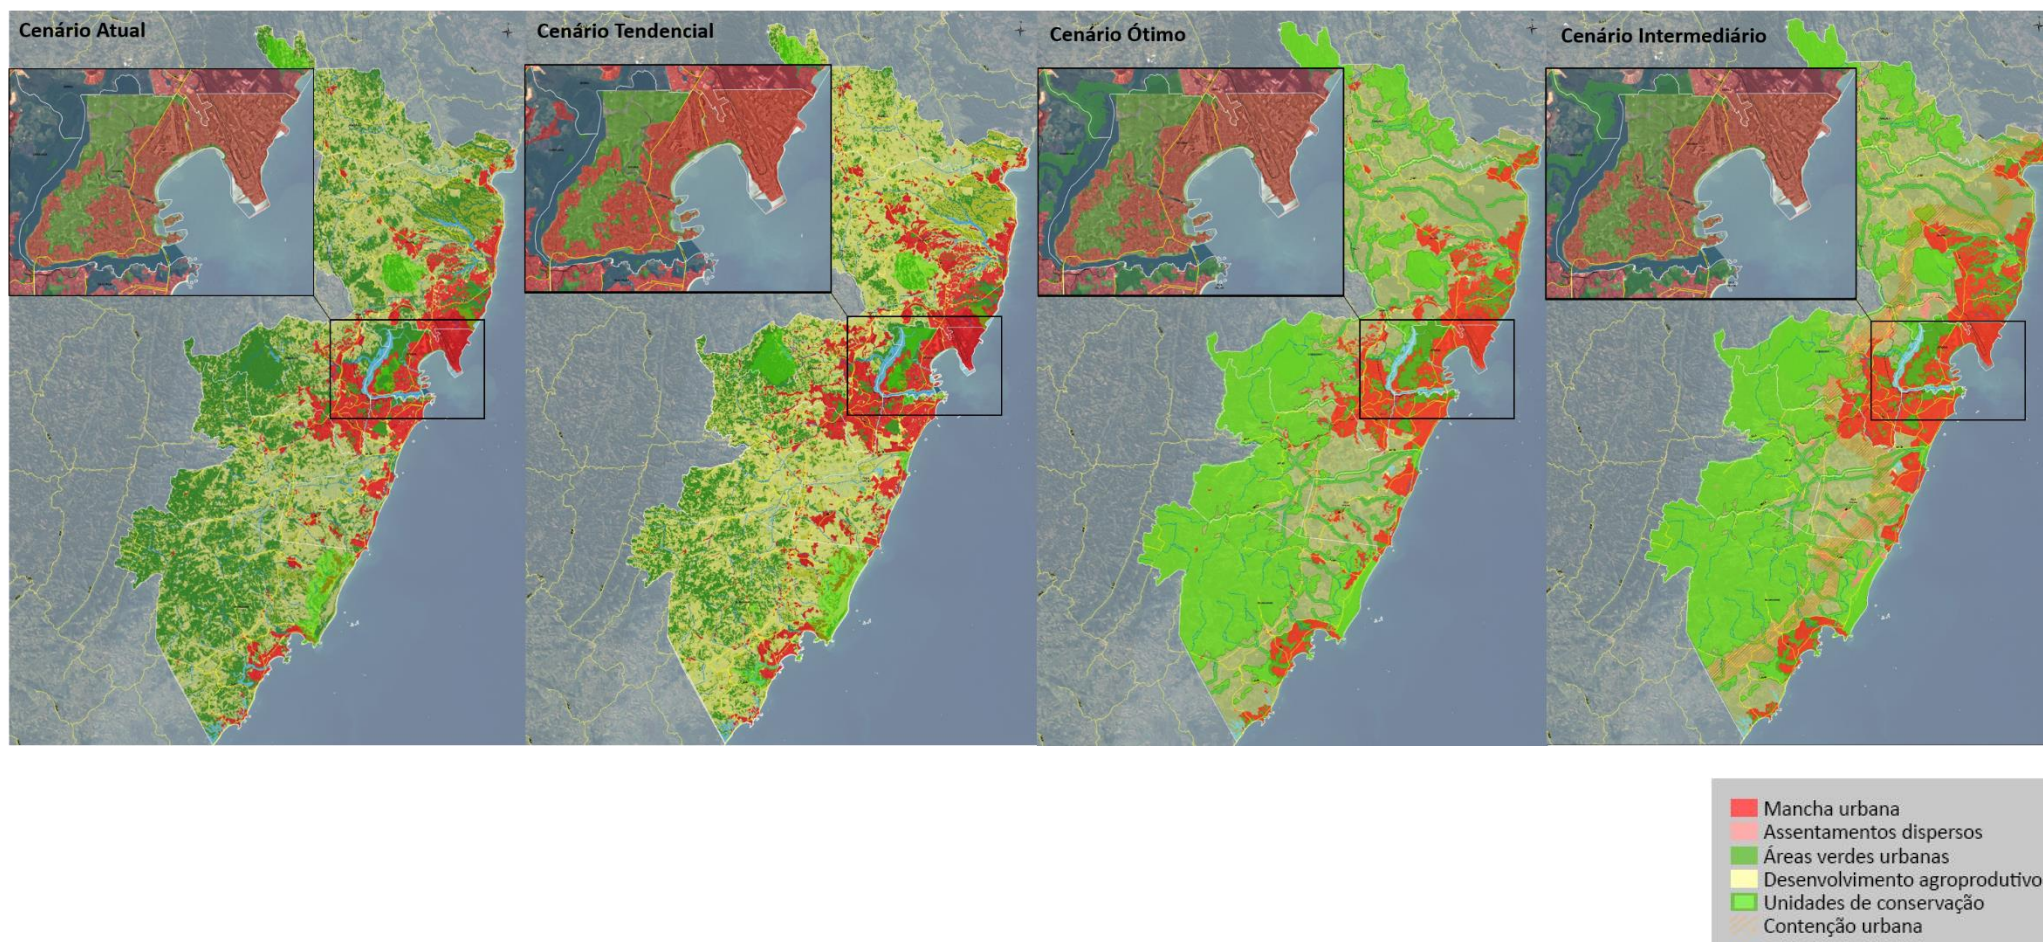 Cenário Atual
Cenário Tendencial
Cenário Ótimo
Cenário Intermediário
Mancha urbana
Assentamentos dispersos
Áreas verdes urbanas
Desenvolvimento agroprodutivo
Unidades de conservação
Contenção urbana